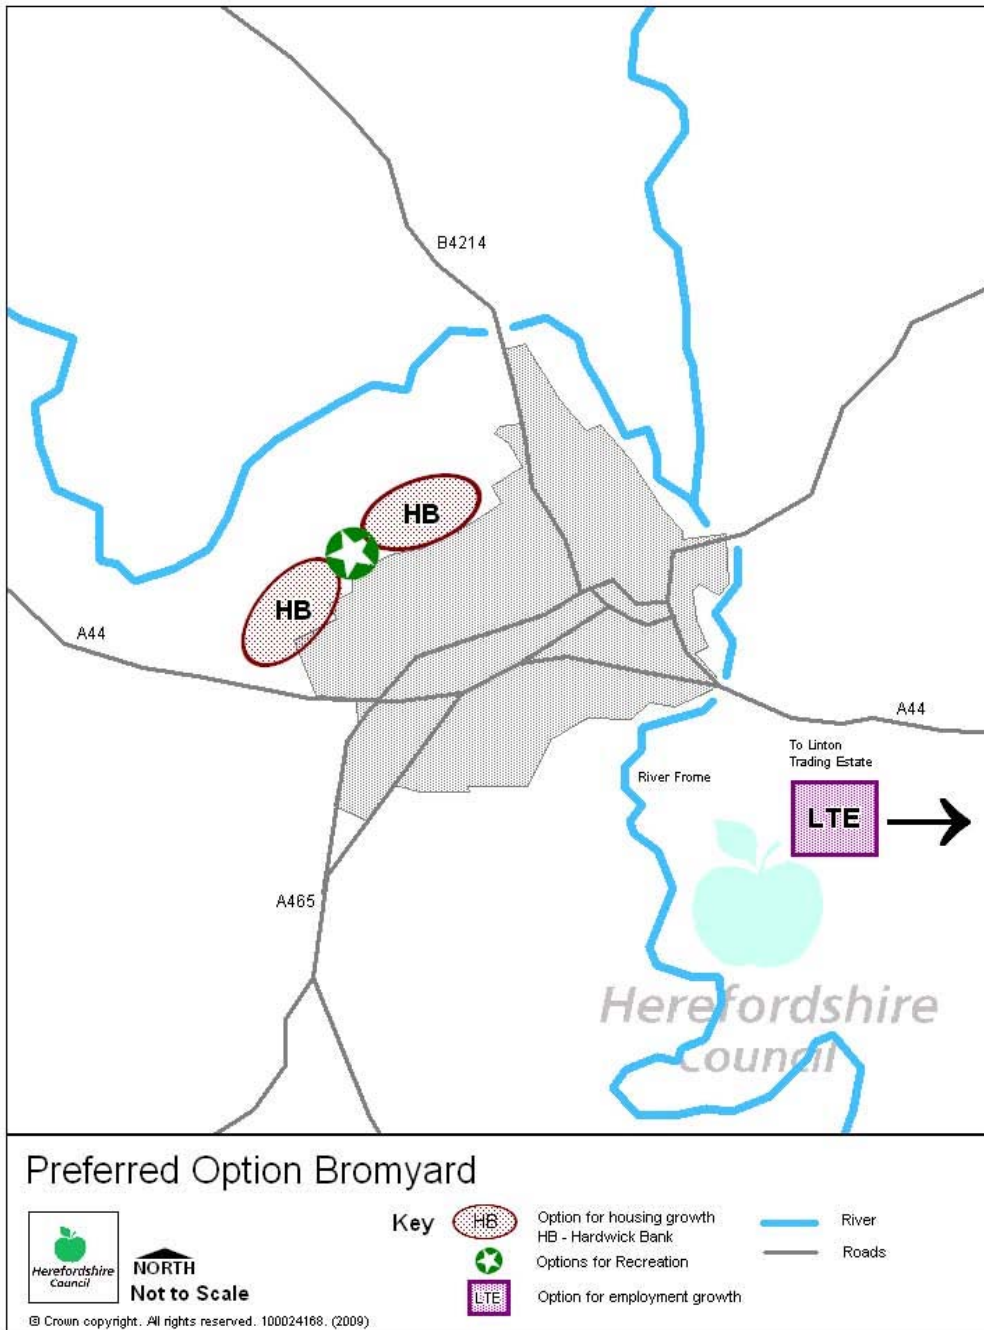 B4214
HB
HB
A44
A44
To Linton
Trading Estate
River Frome
LTE
A465
Herefordshire
Council
Preferred Option Bromyard
Herefordshire
Council
NORTH
Not to Scale
Key
HB
Option for housing growth
HB - Hardwick Bank
Options for Recreation
LTE
Option for employment growth
River
Roads
© Crown copyright. All rights reserved. 100024168. (2009)